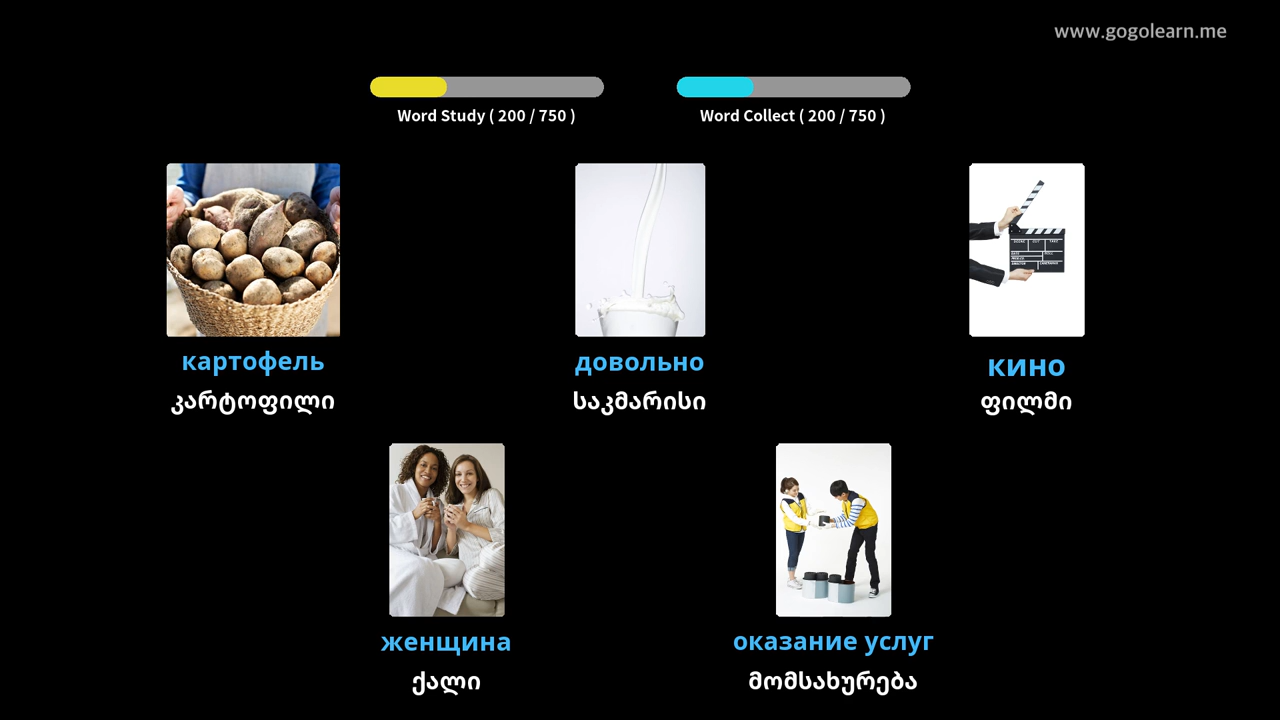 www.gogolearn.me
Word Study ( 200 / 750 )
Word Collect ( 200 / 750 )
картофель
довольно
кино
კარტოფილი
საკმარისი
ფილმი
женщина
оказание услуг
ქალი
მომსახურება